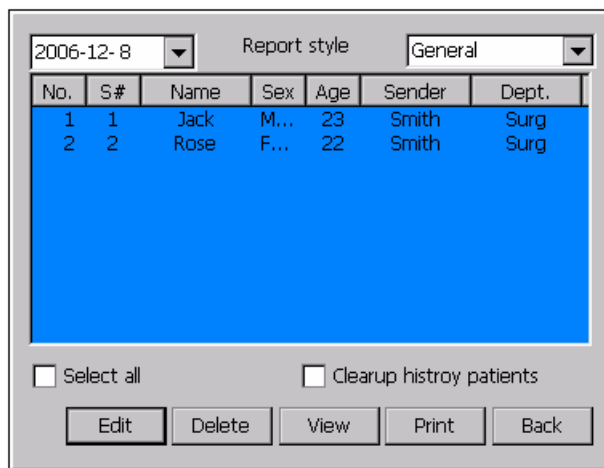 2006-12- 8 Report style General
No. S# Name Sex Age Sender Dept.
1 1 Jack M... 23 Smith Surg
2 2 Rose F... 22 Smith Surg
Select all Clearup histroy patients
Edit Delete View Print Back